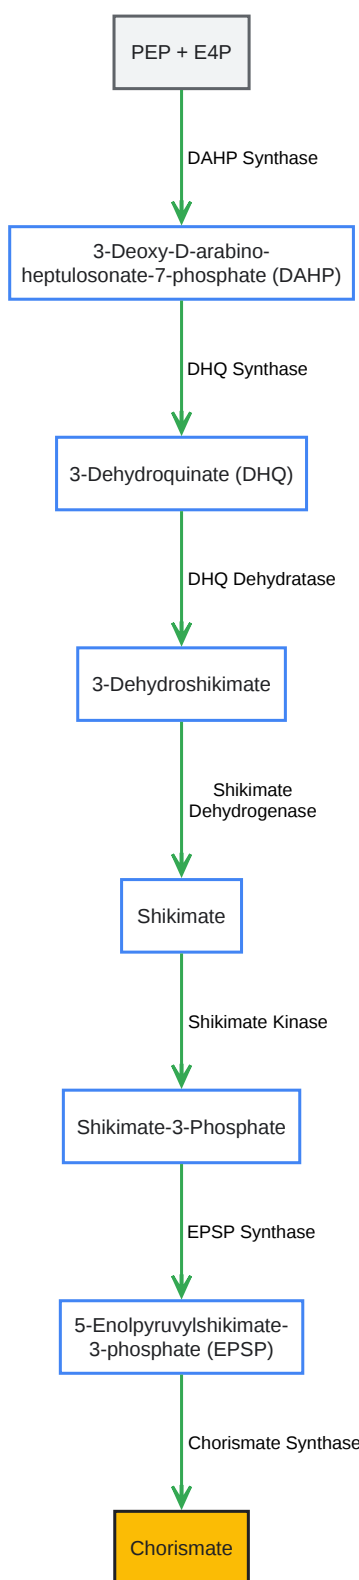 PEP + E4P
DAHP Synthase
3-Deoxy-D-arabino-
heptulosonate-7-phosphate (DAHP)
DHQ Synthase
3-Dehydroquinate (DHQ)
DHQ Dehydratase
3-Dehydroshikimate
Shikimate
Dehydrogenase
Shikimate
Shikimate Kinase
Shikimate-3-Phosphate
EPSP Synthase
5-Enolpyruvylshikimate-
3-phosphate (EPSP)
Chorismate Synthase
Chorismate